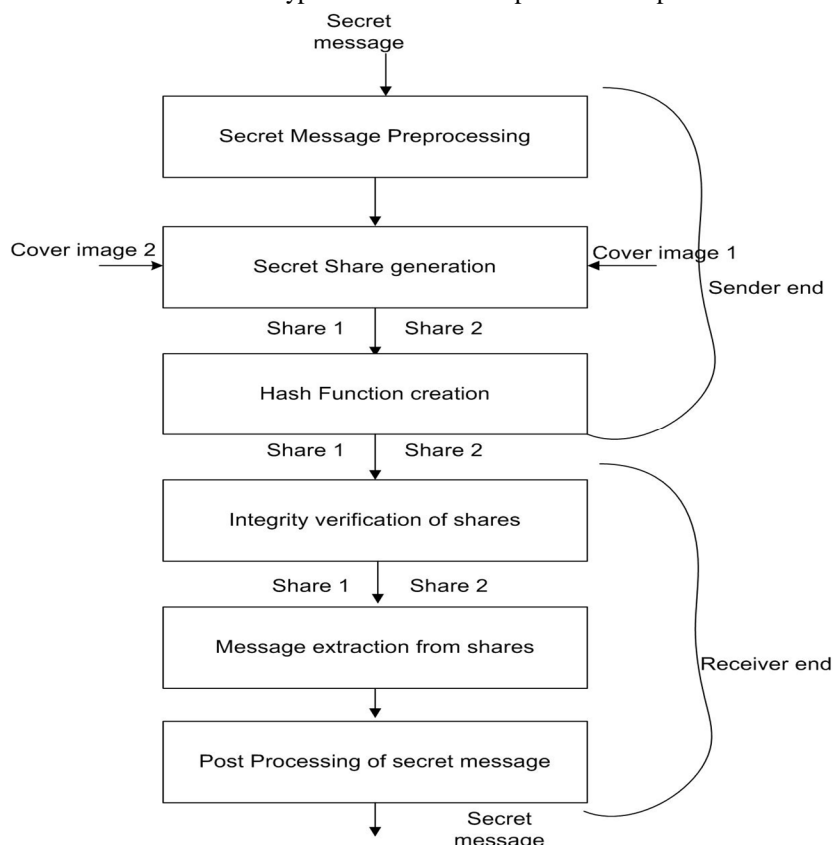 Secret
message
Secret Message Preprocessing
Cover image 2
Secret Share generation
Cover image 1
Sender end
Share 1 Share 2
Hash Function creation
Share 1 Share 2
Integrity verification of shares
Share 1 Share 2
Message extraction from shares
Receiver end
Post Processing of secret message
Secret
message